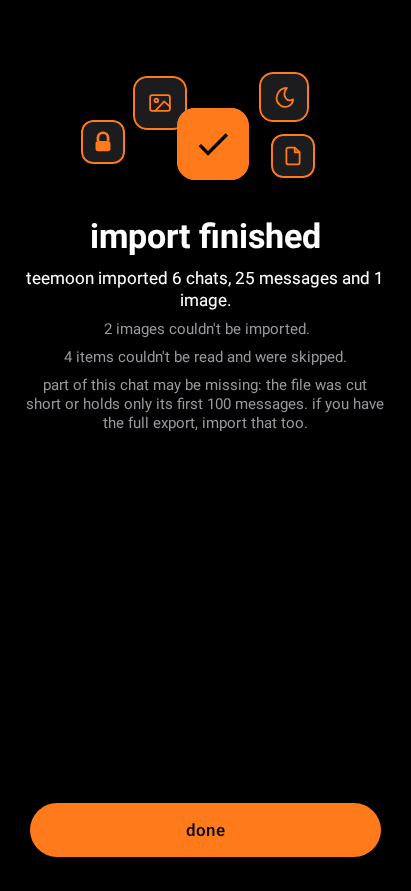 import finished
teemoon imported 6 chats, 25 messages and 1
image.
2 images couldn't be imported.
4 items couldn't be read and were skipped.
part of this chat may be missing: the file was cut
short or holds only its first 100 messages. if you have
the full export, import that too.
done